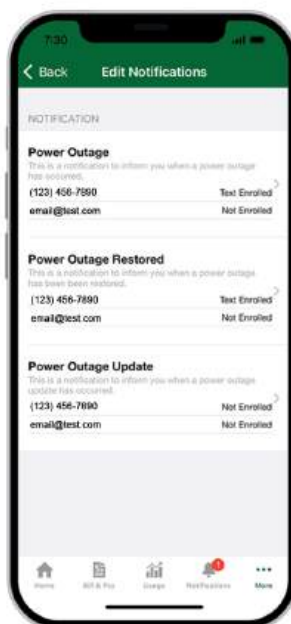 7:30
Back Edit Notifications
NOTIFICATION
Power Outage
This is a notification to inform you when a power outage
has occurred.
(123) 456-7890 Text Enrolled
email@test.com Not Enrolled
Power Outage Restored
This is a notification to inform you when a power outage
has been been restored.
(123) 456-7890 Text Enrolled
email@test.com Not Enrolled
Power Outage Update
This is a notification to inform you when a power outage
update has occurred.
(123) 456-7890 Not Enrolled
email@test.com Not Enrolled
Home Bill & Pay Usage Notifications More